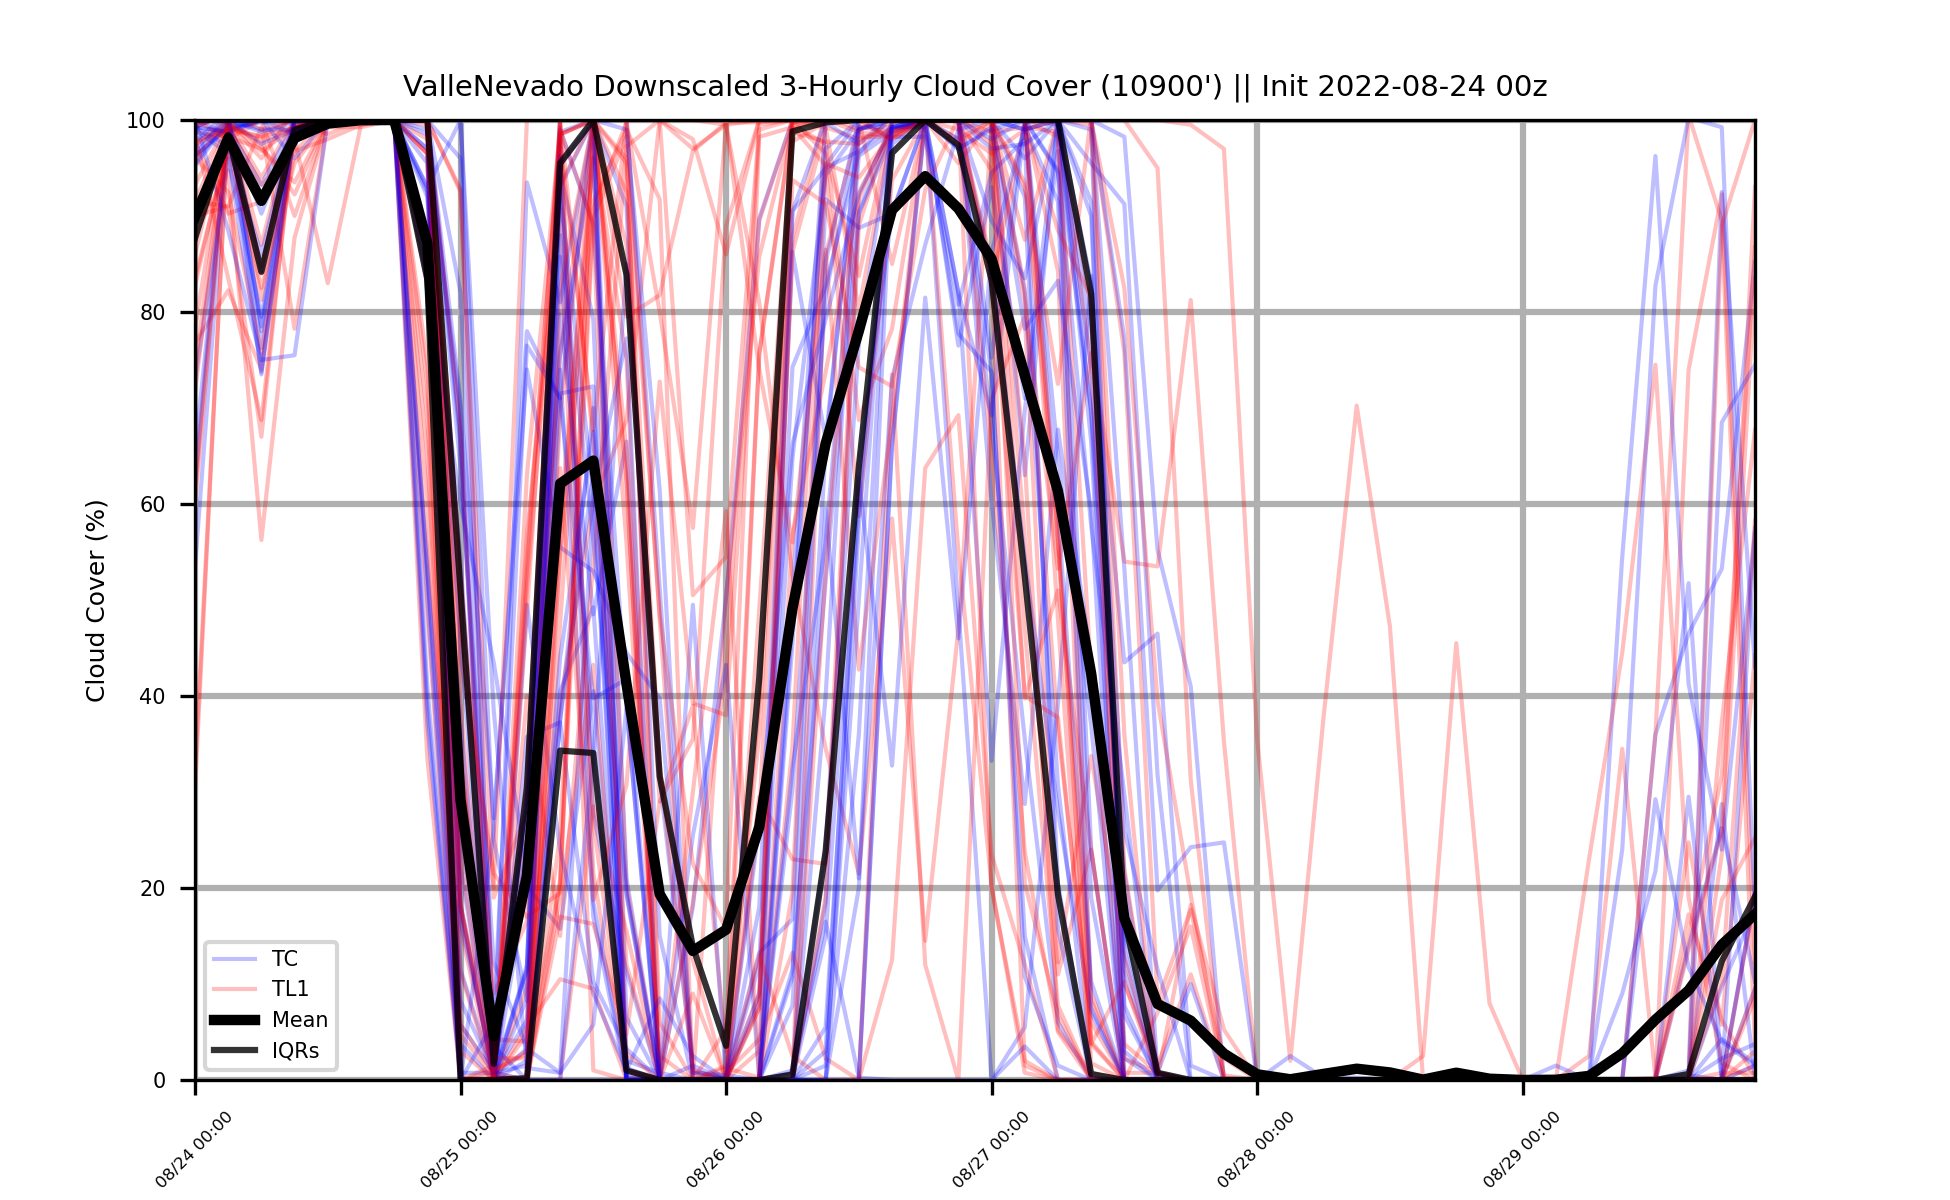 ValleNevado Downscaled 3-Hourly Cloud Cover (10900') || Init 2022-08-24 00z
100
80
60
40
20
0
Cloud Cover (%)
TC
TL1
Mean
IQRs
08/24 00:00
08/25 00:00
08/26 00:00
08/27 00:00
08/28 00:00
08/29 00:00